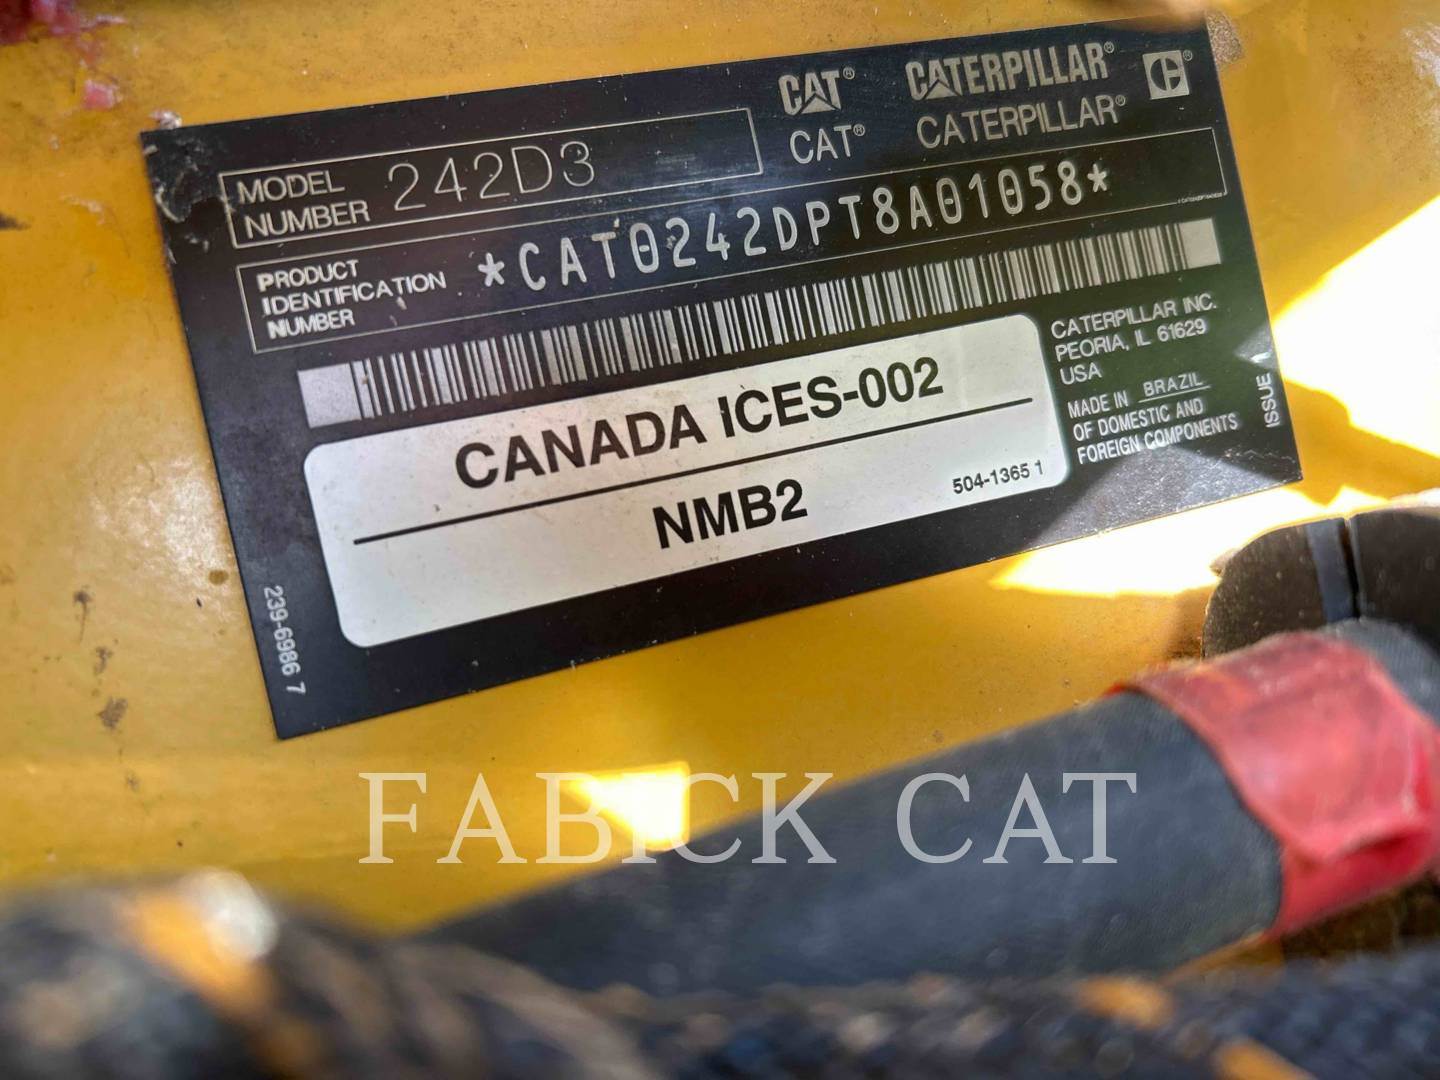 CAT® CATERPILLAR® C®
CAT® CATERPILLAR®
MODEL NUMBER 242D3
PRODUCT IDENTIFICATION NUMBER *CAT0242DPT8A01058*
CATERPILLAR INC.
PEORIA, IL 61629
USA
MADE IN BRAZIL
OF DOMESTIC AND
FOREIGN COMPONENTS
ISSUE
CANADA ICES-002
NMB2
504-1365 1
239-6986 7
FABICK CAT